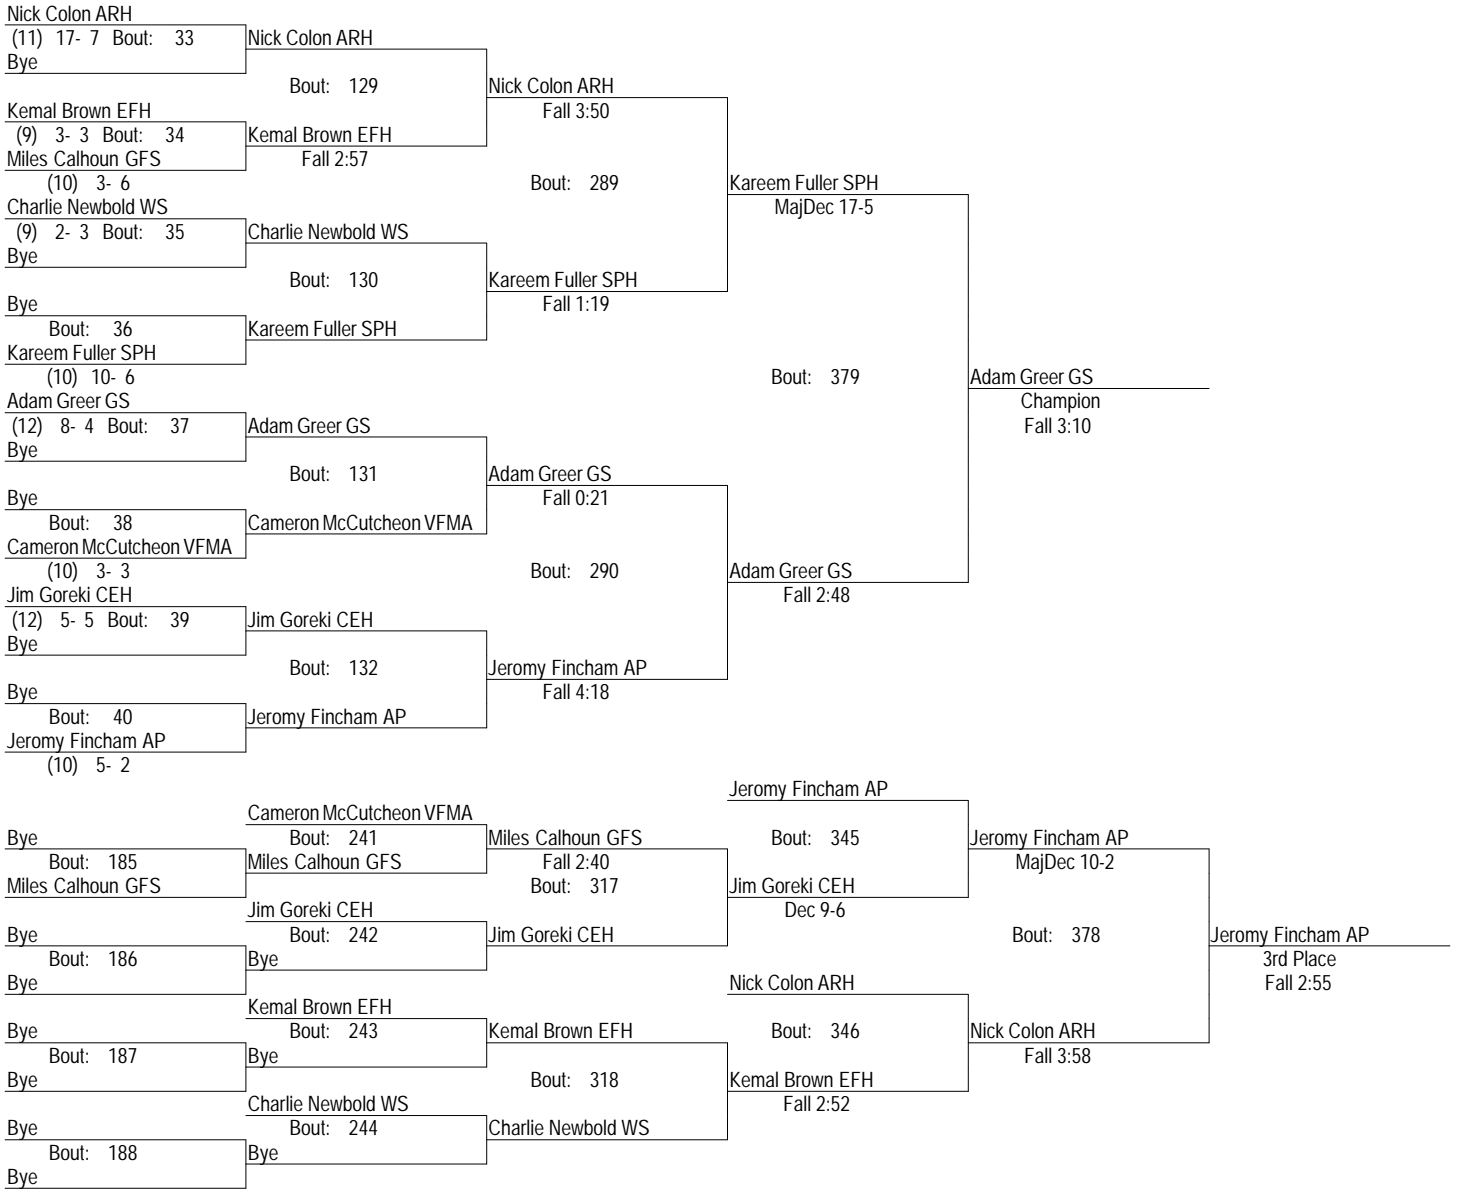 Nick Colon ARH
(11) 17- 7 Bout: 33
Nick Colon ARH
Bye
Bout: 129
Nick Colon ARH
Kemal Brown EFH
Fall 3:50
(9) 3- 3 Bout: 34
Kemal Brown EFH
Miles Calhoun GFS
Fall 2:57
(10) 3- 6
Bout: 289
Kareem Fuller SPH
Charlie Newbold WS
MajDec 17-5
(9) 2- 3 Bout: 35
Charlie Newbold WS
Bye
Bout: 130
Kareem Fuller SPH
Bye
Fall 1:19
Bout: 36
Kareem Fuller SPH
Kareem Fuller SPH
(10) 10- 6
Bout: 379
Adam Greer GS
Adam Greer GS
Champion
(12) 8- 4 Bout: 37
Adam Greer GS
Fall 3:10
Bye
Bout: 131
Adam Greer GS
Bye
Fall 0:21
Bout: 38
Cameron McCutcheon VFMA
Cameron McCutcheon VFMA
(10) 3- 3
Bout: 290
Adam Greer GS
Jim Goreki CEH
Fall 2:48
(12) 5- 5 Bout: 39
Jim Goreki CEH
Bye
Bout: 132
Jeromy Fincham AP
Bye
Fall 4:18
Bout: 40
Jeromy Fincham AP
Jeromy Fincham AP
(10) 5- 2
Jeromy Fincham AP
Cameron McCutcheon VFMA
Bye
Bout: 241
Miles Calhoun GFS
Bout: 345
Jeromy Fincham AP
Bout: 185
Miles Calhoun GFS
Fall 2:40
MajDec 10-2
Miles Calhoun GFS
Bout: 317
Jim Goreki CEH
Jim Goreki CEH
Dec 9-6
Bye
Bout: 242
Jim Goreki CEH
Bout: 378
Jeromy Fincham AP
Bout: 186
Bye
3rd Place
Bye
Nick Colon ARH
Fall 2:55
Kemal Brown EFH
Bye
Bout: 243
Kemal Brown EFH
Bout: 346
Nick Colon ARH
Bout: 187
Bye
Fall 3:58
Bye
Bout: 318
Kemal Brown EFH
Charlie Newbold WS
Fall 2:52
Bye
Bout: 244
Charlie Newbold WS
Bout: 188
Bye
Bye